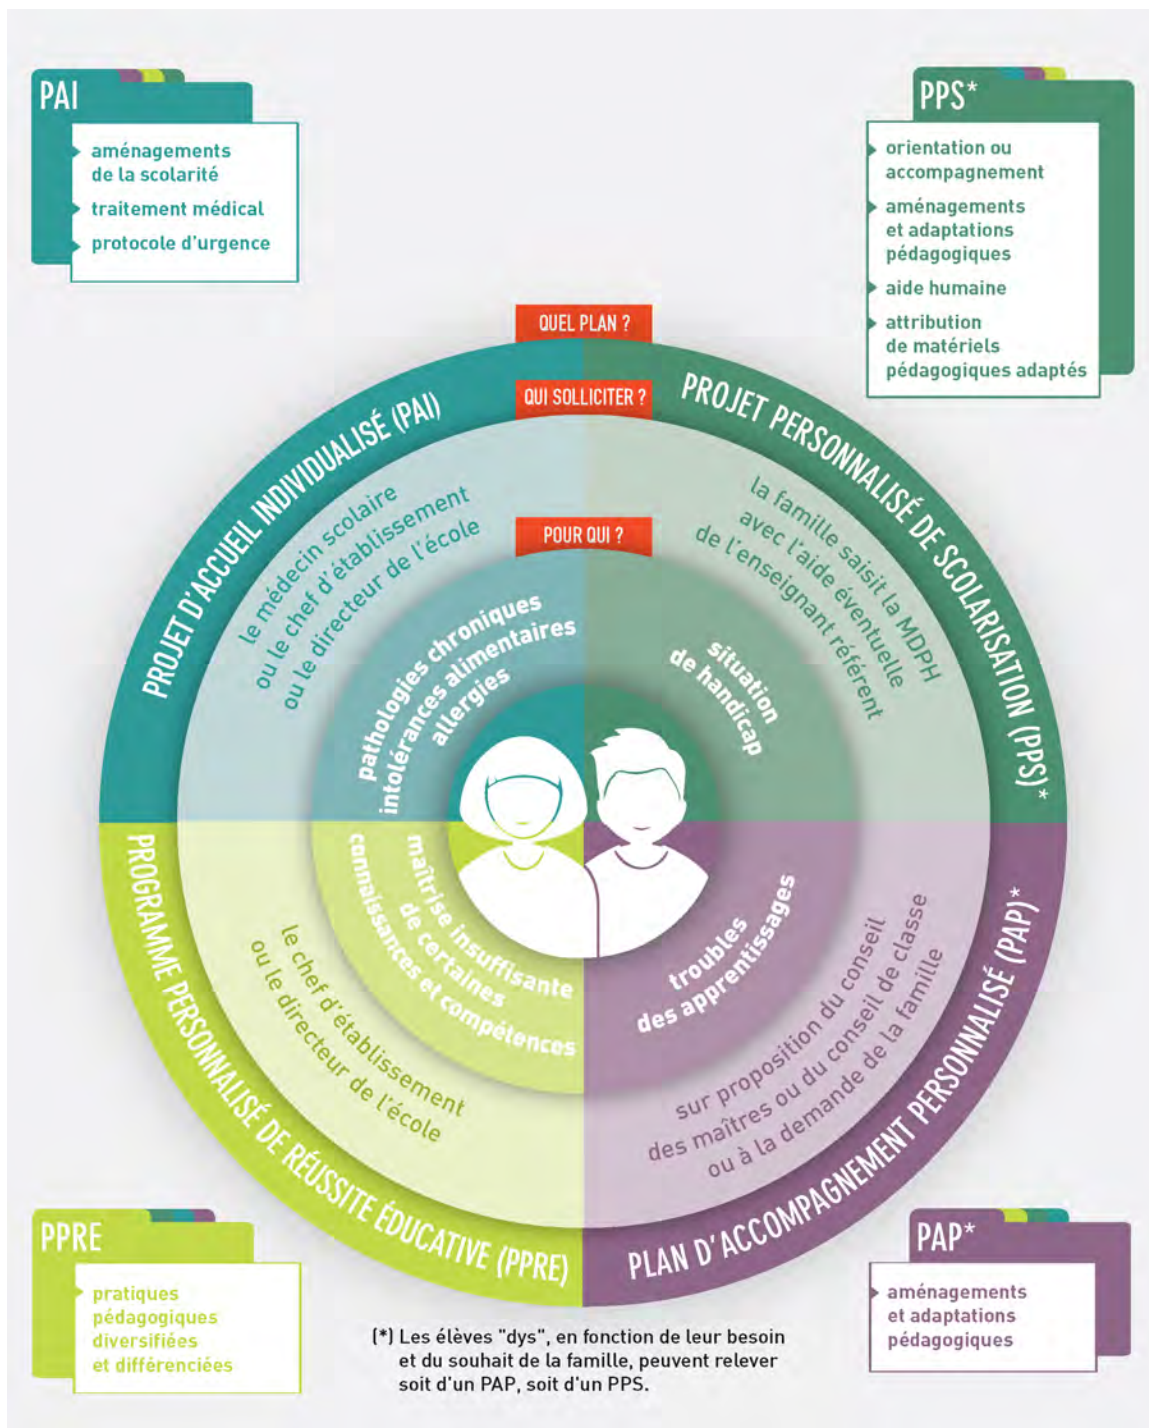 PAI
aménagements
de la scolarité
traitement médical
protocole d'urgence
PPS*
orientation ou
accompagnement
aménagements
et adaptations
pédagogiques
aide humaine
attribution
de matériels
pédagogiques adaptés
QUEL PLAN ?
QUI SOLLICITER ?
POUR QUI ?
PROJET D'ACCUEIL INDIVIDUALISÉ (PAI)
le médecin scolaire
ou le chef d'établissement
ou le directeur de l'école
pathologies chroniques
intolérances alimentaires
allergies
PROJET PERSONNALISÉ DE SCOLARISATION (PPS)*
la famille saisit la MDPH
avec l'aide éventuelle
de l'enseignant référent
situation
de handicap
PROGRAMME PERSONNALISÉ DE RÉUSSITE ÉDUCATIVE (PPRE)
le chef d'établissement
ou le directeur de l'école
maîtrise insuffisante
de certaines
connaissances et compétences
PLAN D'ACCOMPAGNEMENT PERSONNALISÉ (PAP)*
sur proposition du conseil
des maîtres ou du conseil de classe
ou à la demande de la famille
troubles
des apprentissages
PPRE
pratiques
pédagogiques
diversifiées
et différenciées
PAP*
aménagements
et adaptations
pédagogiques
(*) Les élèves "dys", en fonction de leur besoin
et du souhait de la famille, peuvent relever
soit d'un PAP, soit d'un PPS.